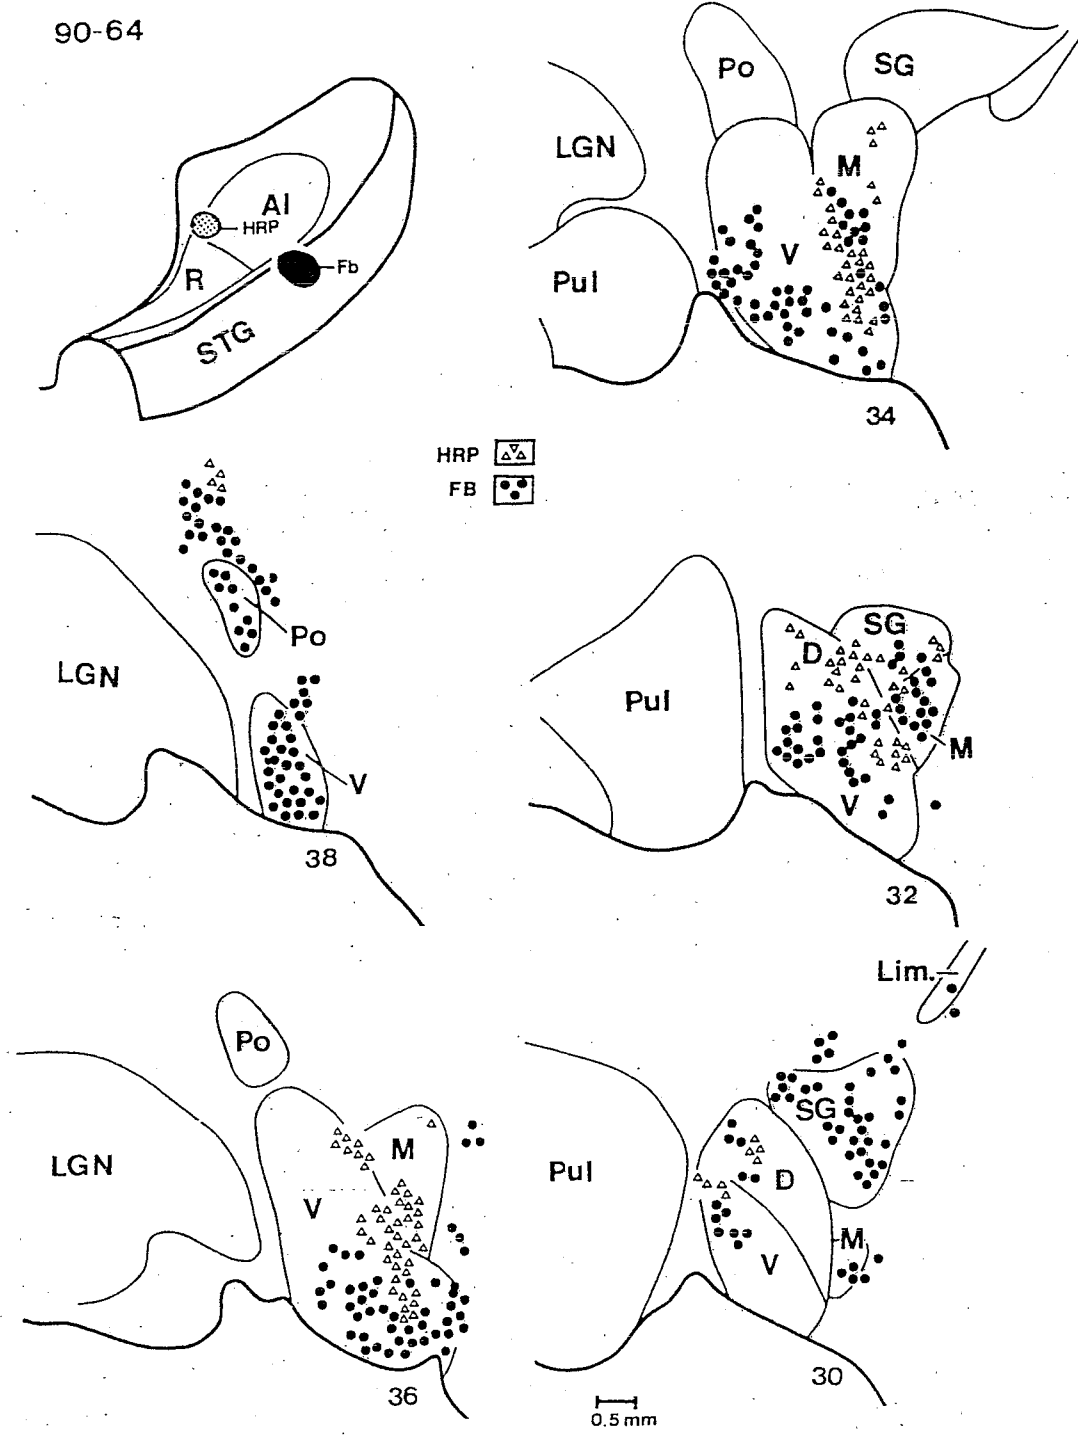 90-64
AI
HRP
R
Fb
STG
Po
SG
LGN
M
V
Pul
34
HRP
FB
Po
LGN
V
38
SG
D
Pul
M
V
32
Po
M
LGN
V
36
Lim.
SG
Pul
D
M
V
30
0.5 mm